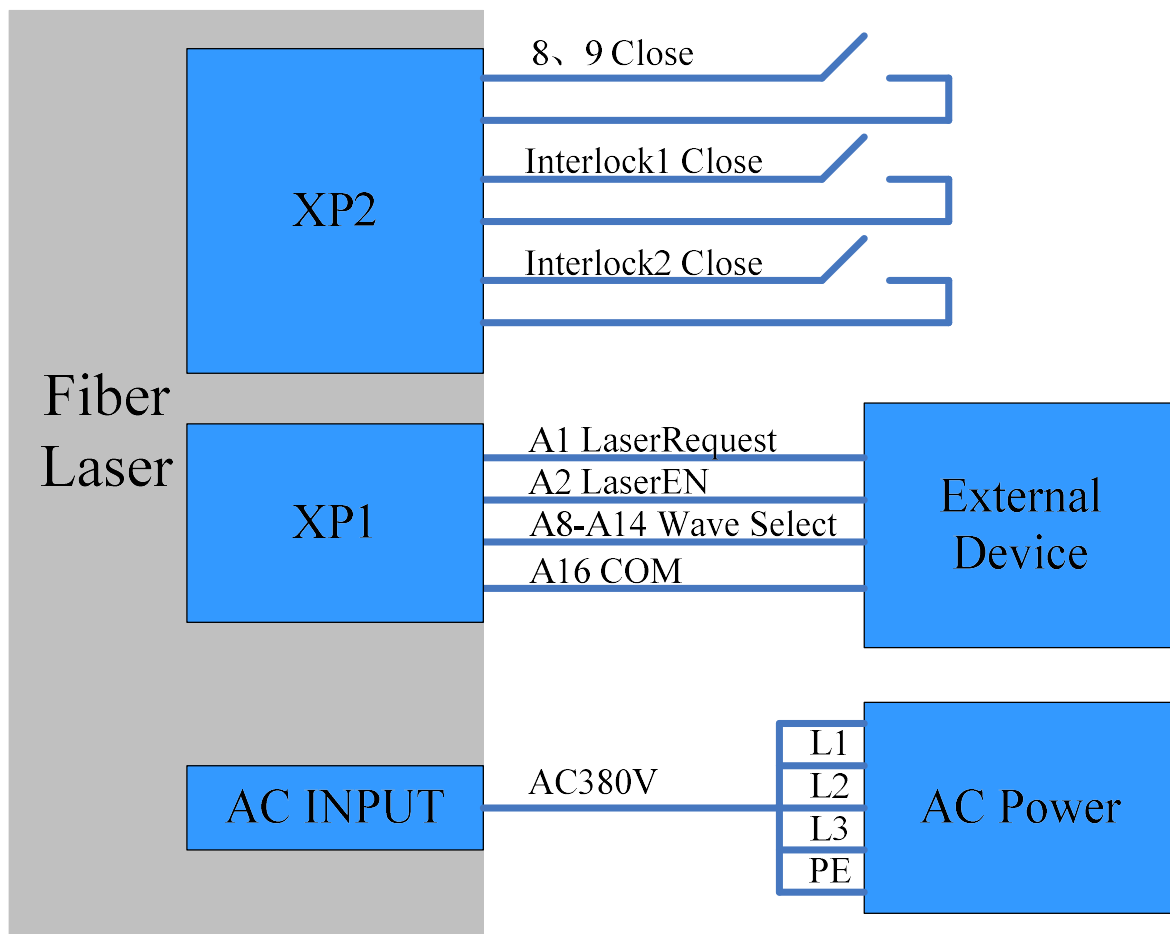 8、9 Close
Interlock1 Close
XP2
Interlock2 Close
Fiber
Laser
A1 LaserRequest
A2 LaserEN
XP1
A8-A14 Wave Select
A16 COM
External
Device
AC INPUT
AC380V
L1
L2
L3
PE
AC Power